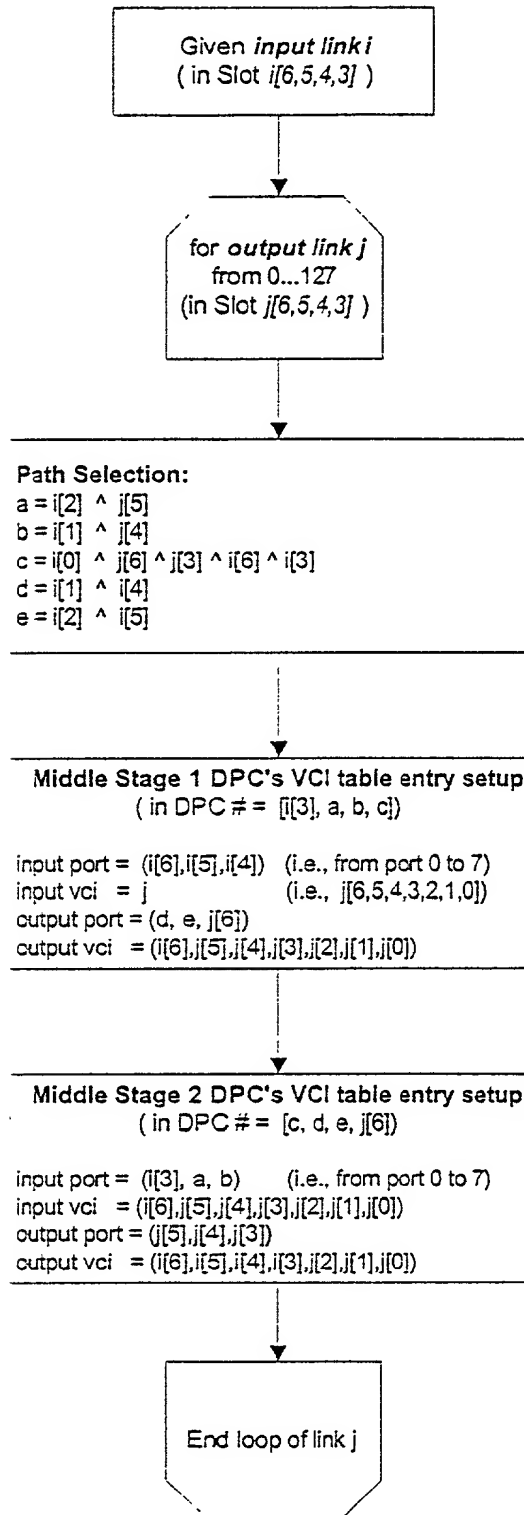 Given input link i
( in Slot i[6,5,4,3] )
for output link j
from 0...127
(in Slot j[6,5,4,3] )
Path Selection:
a = i[2] ^ j[5]
b = i[1] ^ j[4]
c = i[0] ^ j[6] ^ j[3] ^ i[6] ^ i[3]
d = i[1] ^ i[4]
e = i[2] ^ i[5]
Middle Stage 1 DPC's VCI table entry setup
( in DPC # = [i[3], a, b, c])
input port = (i[6],i[5],i[4]) (i.e., from port 0 to 7)
input vci = j (i.e., j[6,5,4,3,2,1,0])
output port = (d, e, j[6])
output vci = (i[6],j[5],j[4],j[3],j[2],j[1],j[0])
Middle Stage 2 DPC's VCI table entry setup
( in DPC # = [c, d, e, j[6])
input port = (i[3], a, b) (i.e., from port 0 to 7)
input vci = (i[6],j[5],j[4],j[3],j[2],j[1],j[0])
output port = (j[5],j[4],j[3])
output vci = (i[6],i[5],i[4],i[3],j[2],j[1],j[0])
End loop of link j